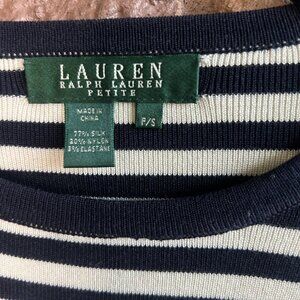 LAUREN
RALPH LAUREN
PETITE
MADE IN
CHINA
P/S
77% SILK
20% NYLON
3% ELASTANE